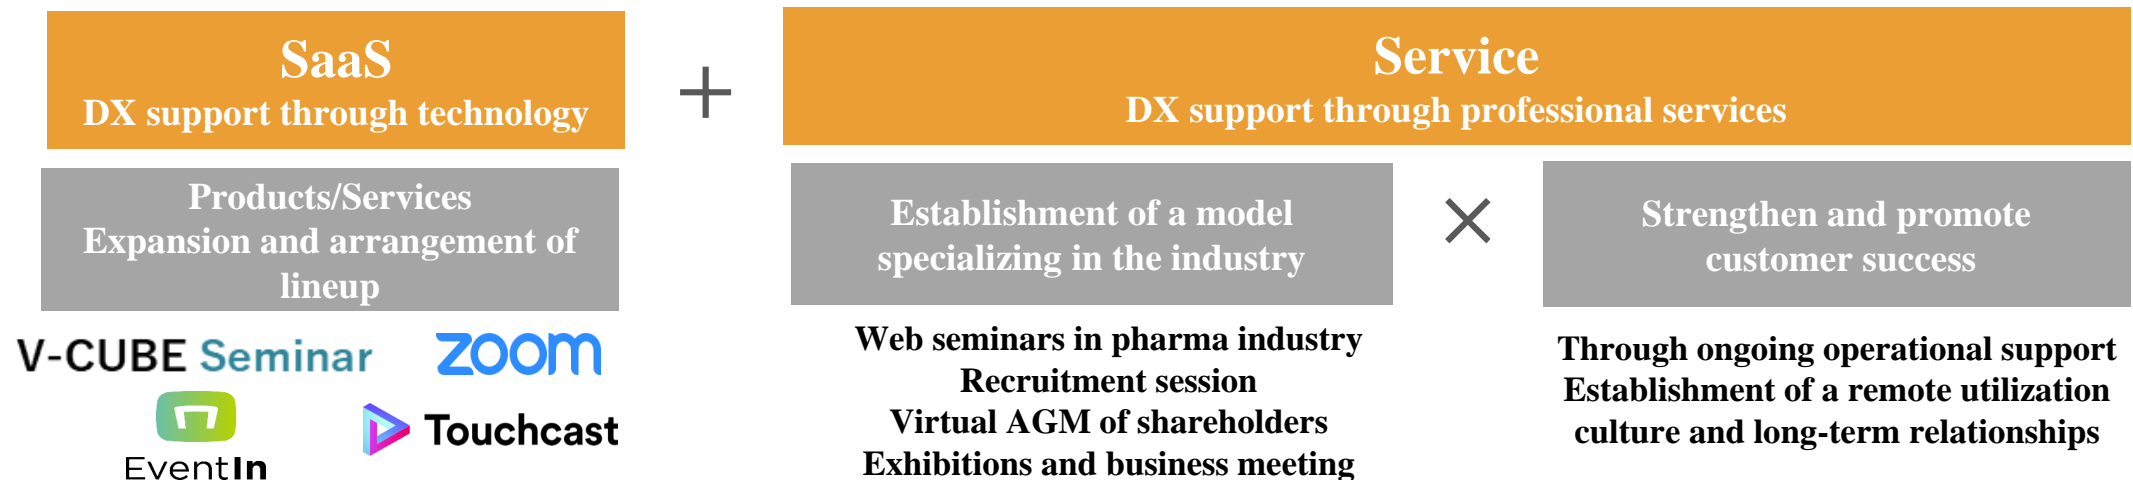 SaaS
DX support through technology
+
Service
DX support through professional services
Products/Services
Expansion and arrangement of
lineup
Establishment of a model
specializing in the industry
×
Strengthen and promote
customer success
V-CUBE Seminar
zoom
EventIn
Touchcast
Web seminars in pharma industry
Recruitment session
Virtual AGM of shareholders
Exhibitions and business meeting
Through ongoing operational support
Establishment of a remote utilization
culture and long-term relationships